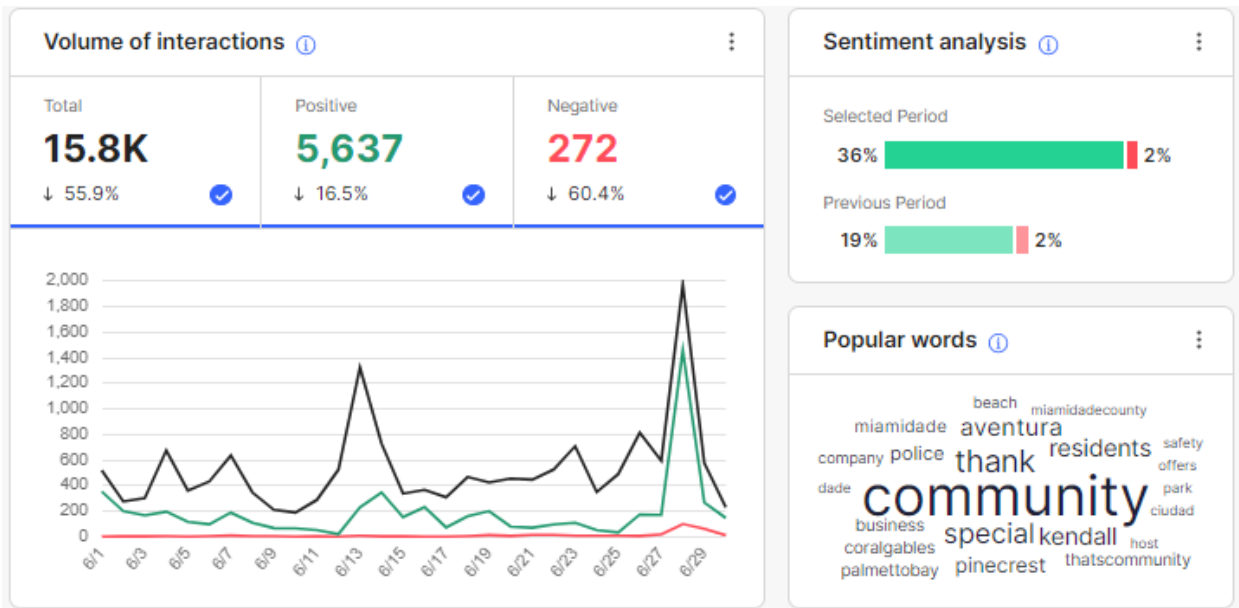 Volume of interactions
Total
15.8K
↓ 55.9%
Positive
5,637
↓ 16.5%
Negative
272
↓ 60.4%
2,000
1,800
1,600
1,400
1,200
1,000
800
600
400
200
0
6/1
6/3
6/5
6/7
6/9
6/11
6/13
6/15
6/17
6/19
6/21
6/23
6/25
6/27
6/29
Sentiment analysis
Selected Period
36% 2%
Previous Period
19% 2%
Popular words
beach
miamidadecounty
miamidade
aventura
residents
safety
company
police
thank
offers
dade
community
park
ciudad
business
special
kendall
coralgables
host
thatscommunity
palmettobay
pinecrest